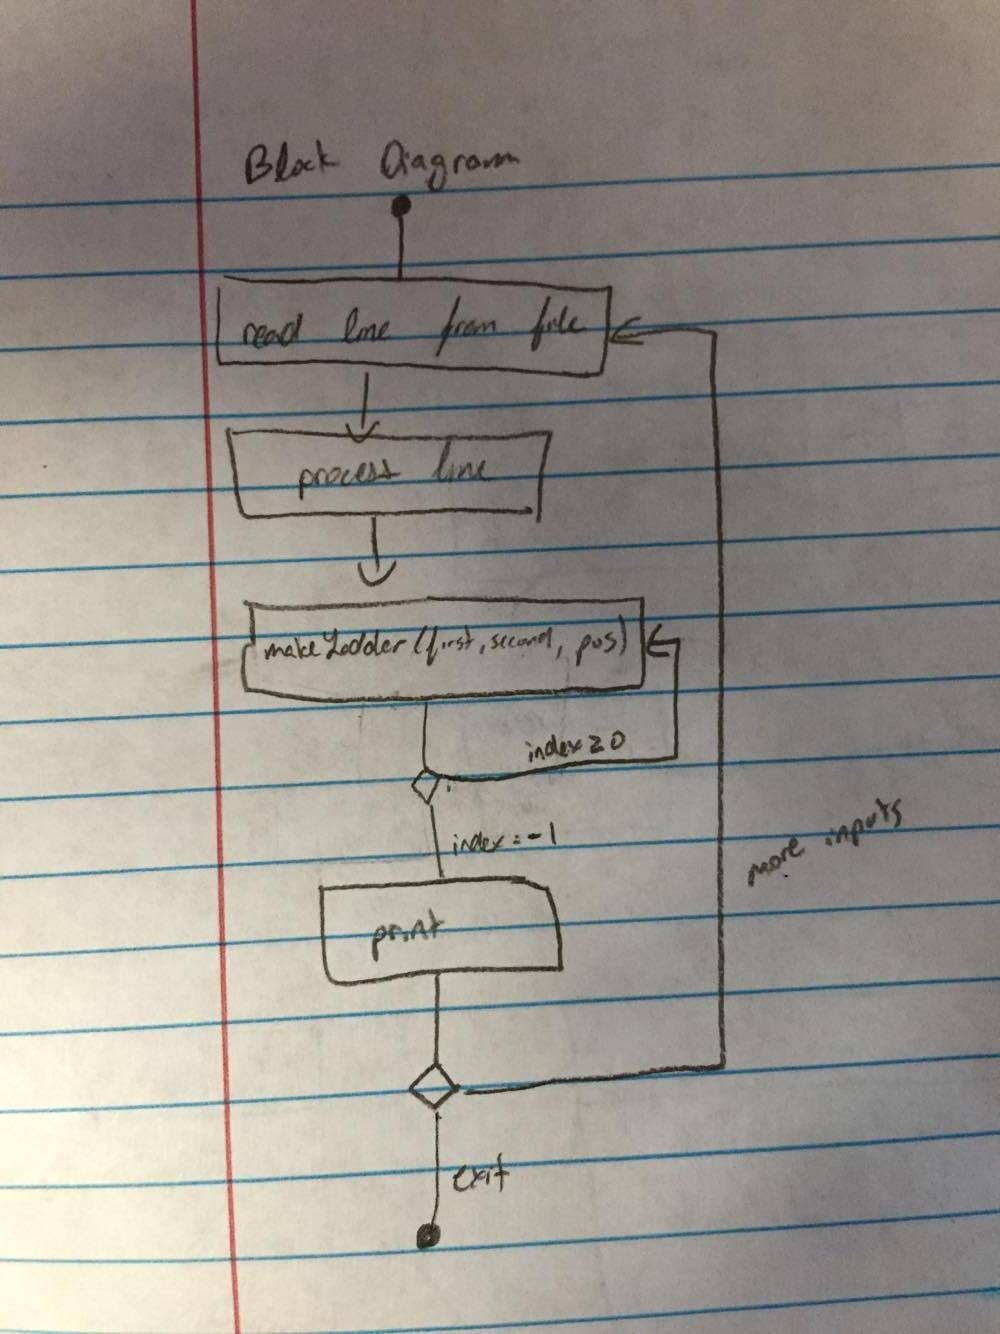 Block Diagram
read line from file
process line
makeLadder (first, second, pos)
index ≥ 0
index = -1
more inputs
print
exit